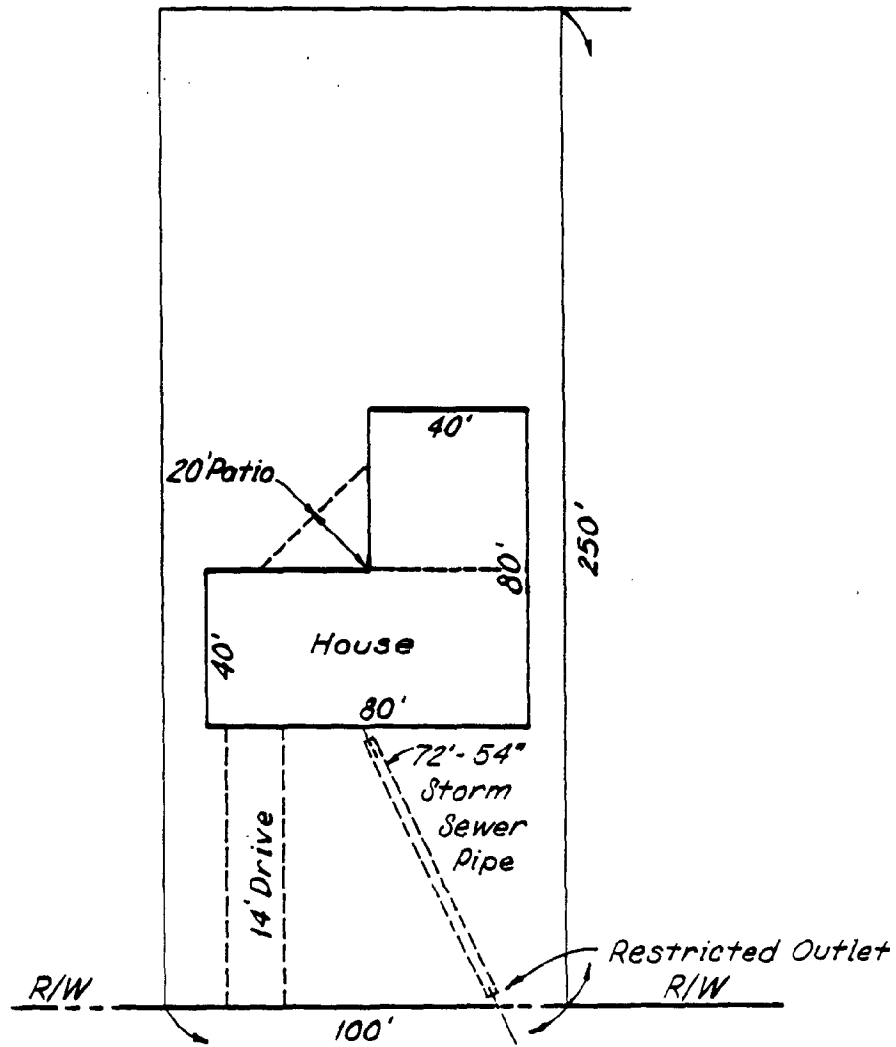 40'
20' Patio
250'
80'
40'
House
80'
72'-54"
Storm
Sewer
Pipe
14' Drive
Restricted Outlet
R/W
R/W
100'